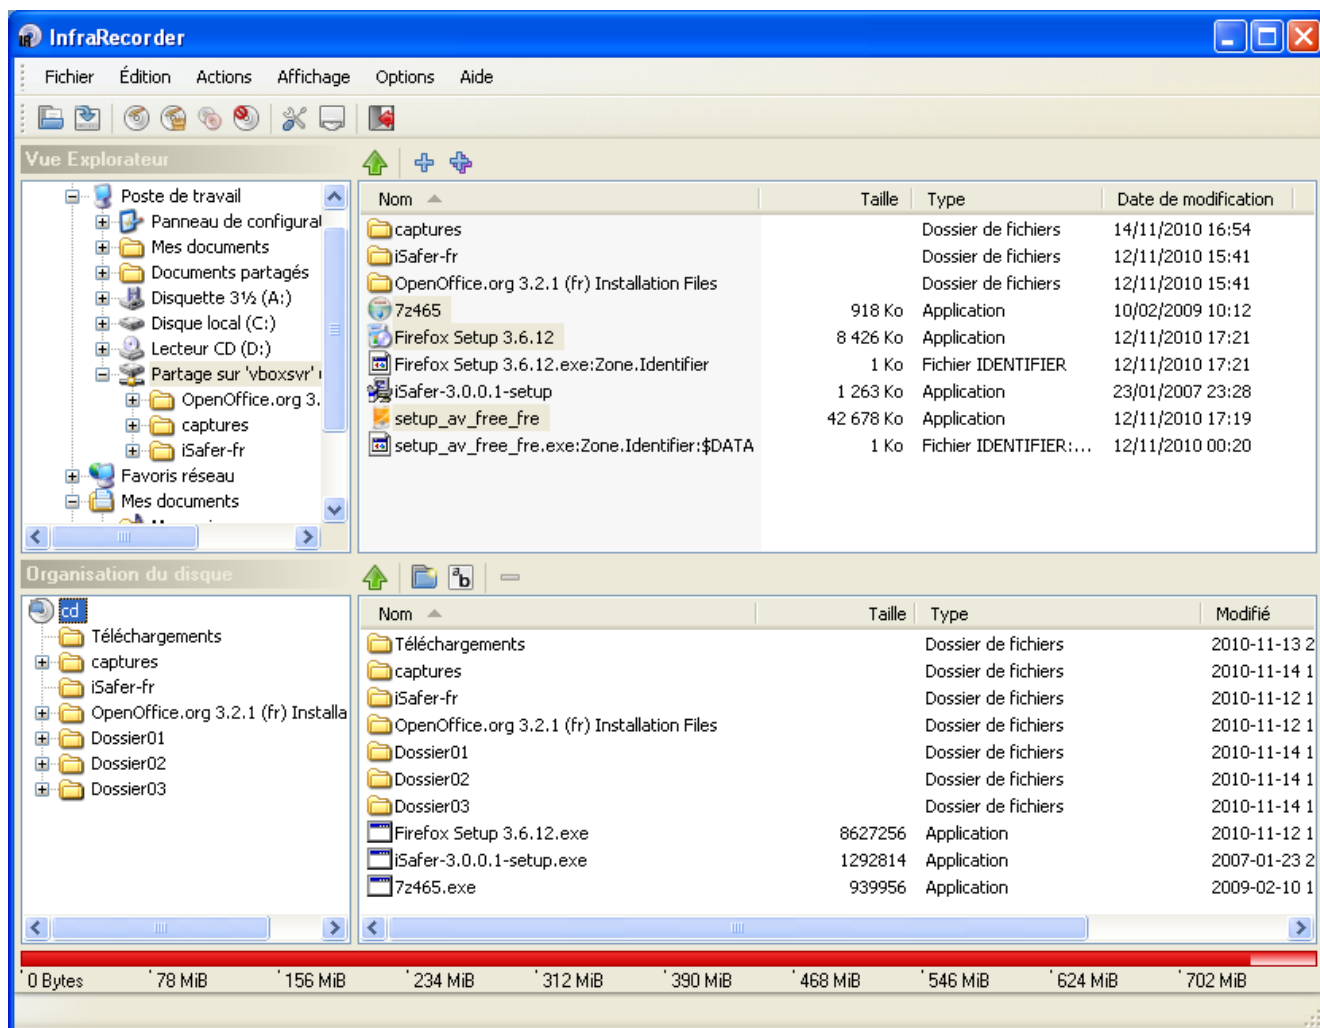 InfraRecorder
Fichier Édition Actions Affichage Options Aide
Vue Explorateur
Poste de travail
Mes documents
Documents partagés
Disquette 3½ (A:)
Disque local (C:)
Lecteur CD (D:)
Partage sur 'vboxsvr'
OpenOffice.org 3.
captures
iSafer-fr
Favoris réseau
Mes documents
Nom Taille Type Date de modification
captures Dossier de fichiers 14/11/2010 16:54
iSafer-fr Dossier de fichiers 12/11/2010 15:41
OpenOffice.org 3.2.1 (fr) Installation Files Dossier de fichiers 12/11/2010 15:41
7z465 918 Ko Application 10/02/2009 10:12
Firefox Setup 3.6.12 8 426 Ko Application 12/11/2010 17:21
Firefox Setup 3.6.12.exe:Zone.Identifier 1 Ko Fichier IDENTIFIER 12/11/2010 17:21
iSafer-3.0.0.1-setup 1 263 Ko Application 23/01/2007 23:28
setup_av_free_fre 42 678 Ko Application 12/11/2010 17:19
setup_av_free_fre.exe:Zone.Identifier:$DATA 1 Ko Fichier IDENTIFIER:... 12/11/2010 00:20
Organisation du disque
cd
Téléchargements
captures
iSafer-fr
OpenOffice.org 3.2.1 (fr) Installa
Dossier01
Dossier02
Dossier03
Nom Taille Type Modifié
Téléchargements Dossier de fichiers 2010-11-13 2
captures Dossier de fichiers 2010-11-14 1
iSafer-fr Dossier de fichiers 2010-11-12 1
OpenOffice.org 3.2.1 (fr) Installation Files Dossier de fichiers 2010-11-12 1
Dossier01 Dossier de fichiers 2010-11-14 1
Dossier02 Dossier de fichiers 2010-11-14 1
Dossier03 Dossier de fichiers 2010-11-14 1
Firefox Setup 3.6.12.exe 8627256 Application 2010-11-12 1
iSafer-3.0.0.1-setup.exe 1292814 Application 2007-01-23 2
7z465.exe 939956 Application 2009-02-10 1
0 Bytes 78 MiB 156 MiB 234 MiB 312 MiB 390 MiB 468 MiB 546 MiB 624 MiB 702 MiB